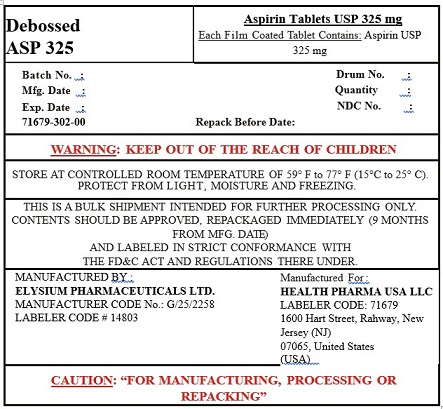 Debossed
ASP 325
Aspirin Tablets USP 325 mg
Each Film Coated Tablet Contains: Aspirin USP
325 mg
Batch No. :
Mfg. Date :
Exp. Date :
71679-302-00
Drum No. :
Quantity :
NDC No. :
Repack Before Date:
WARNING: KEEP OUT OF THE REACH OF CHILDREN
STORE AT CONTROLLED ROOM TEMPERATURE OF 59° F to 77° F (15°C to 25° C).
PROTECT FROM LIGHT, MOISTURE AND FREEZING.
THIS IS A BULK SHIPMENT INTENDED FOR FURTHER PROCESSING ONLY.
CONTENTS SHOULD BE APPROVED, REPACKAGED IMMEDIATELY (9 MONTHS
FROM MFG. DATE)
AND LABELED IN STRICT CONFORMANCE WITH
THE FD&C ACT AND REGULATIONS THERE UNDER.
MANUFACTURED BY :
ELYSIUM PHARMACEUTICALS LTD.
MANUFACTURER CODE No.: G/25/2258
LABELER CODE # 14803
Manufactured For :
HEALTH PHARMA USA LLC
LABELER CODE: 71679
1600 Hart Street, Rahway, New
Jersey (NJ)
07065, United States
(USA)
CAUTION: “FOR MANUFACTURING, PROCESSING OR
REPACKING”